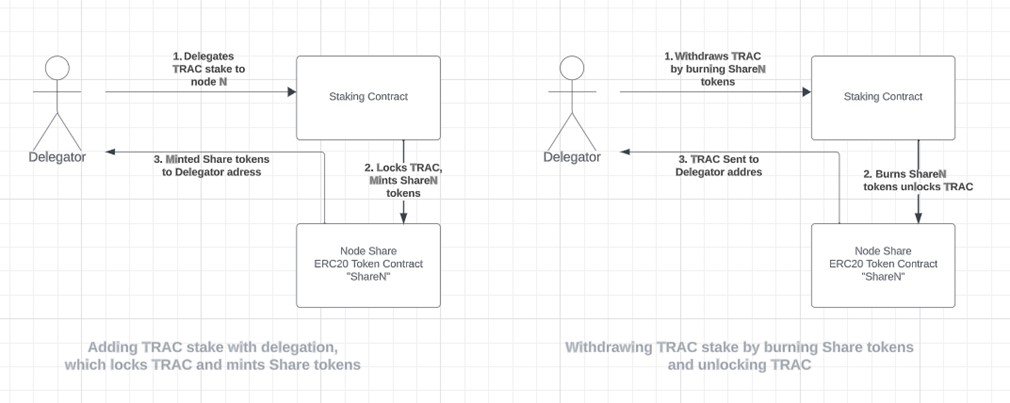 1. Delegates
TRAC stake to
node N
Staking Contract
Delegator
3. Minted Share tokens
to Delegator adress
2. Locks TRAC,
Mints ShareN
tokens
Node Share
ERC20 Token Contract
"ShareN"
Adding TRAC stake with delegation,
which locks TRAC and mints Share tokens
1. Withdraws TRAC
by burning ShareN
tokens
Staking Contract
Delegator
3. TRAC Sent to
Delegator addres
2. Burns ShareN
tokens unlocks TRAC
Node Share
ERC20 Token Contract
"ShareN"
Withdrawing TRAC stake by burning Share tokens
and unlocking TRAC